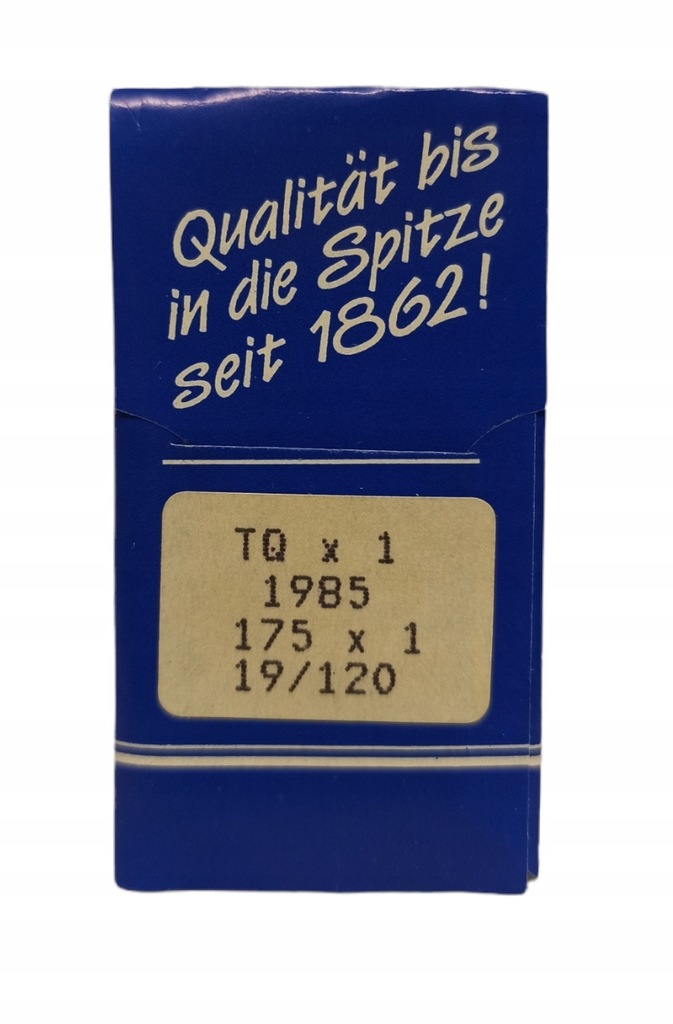 Qualität bis
in die Spitze
seit 1862!
TQ x 1
1985
175 x 1
19/120